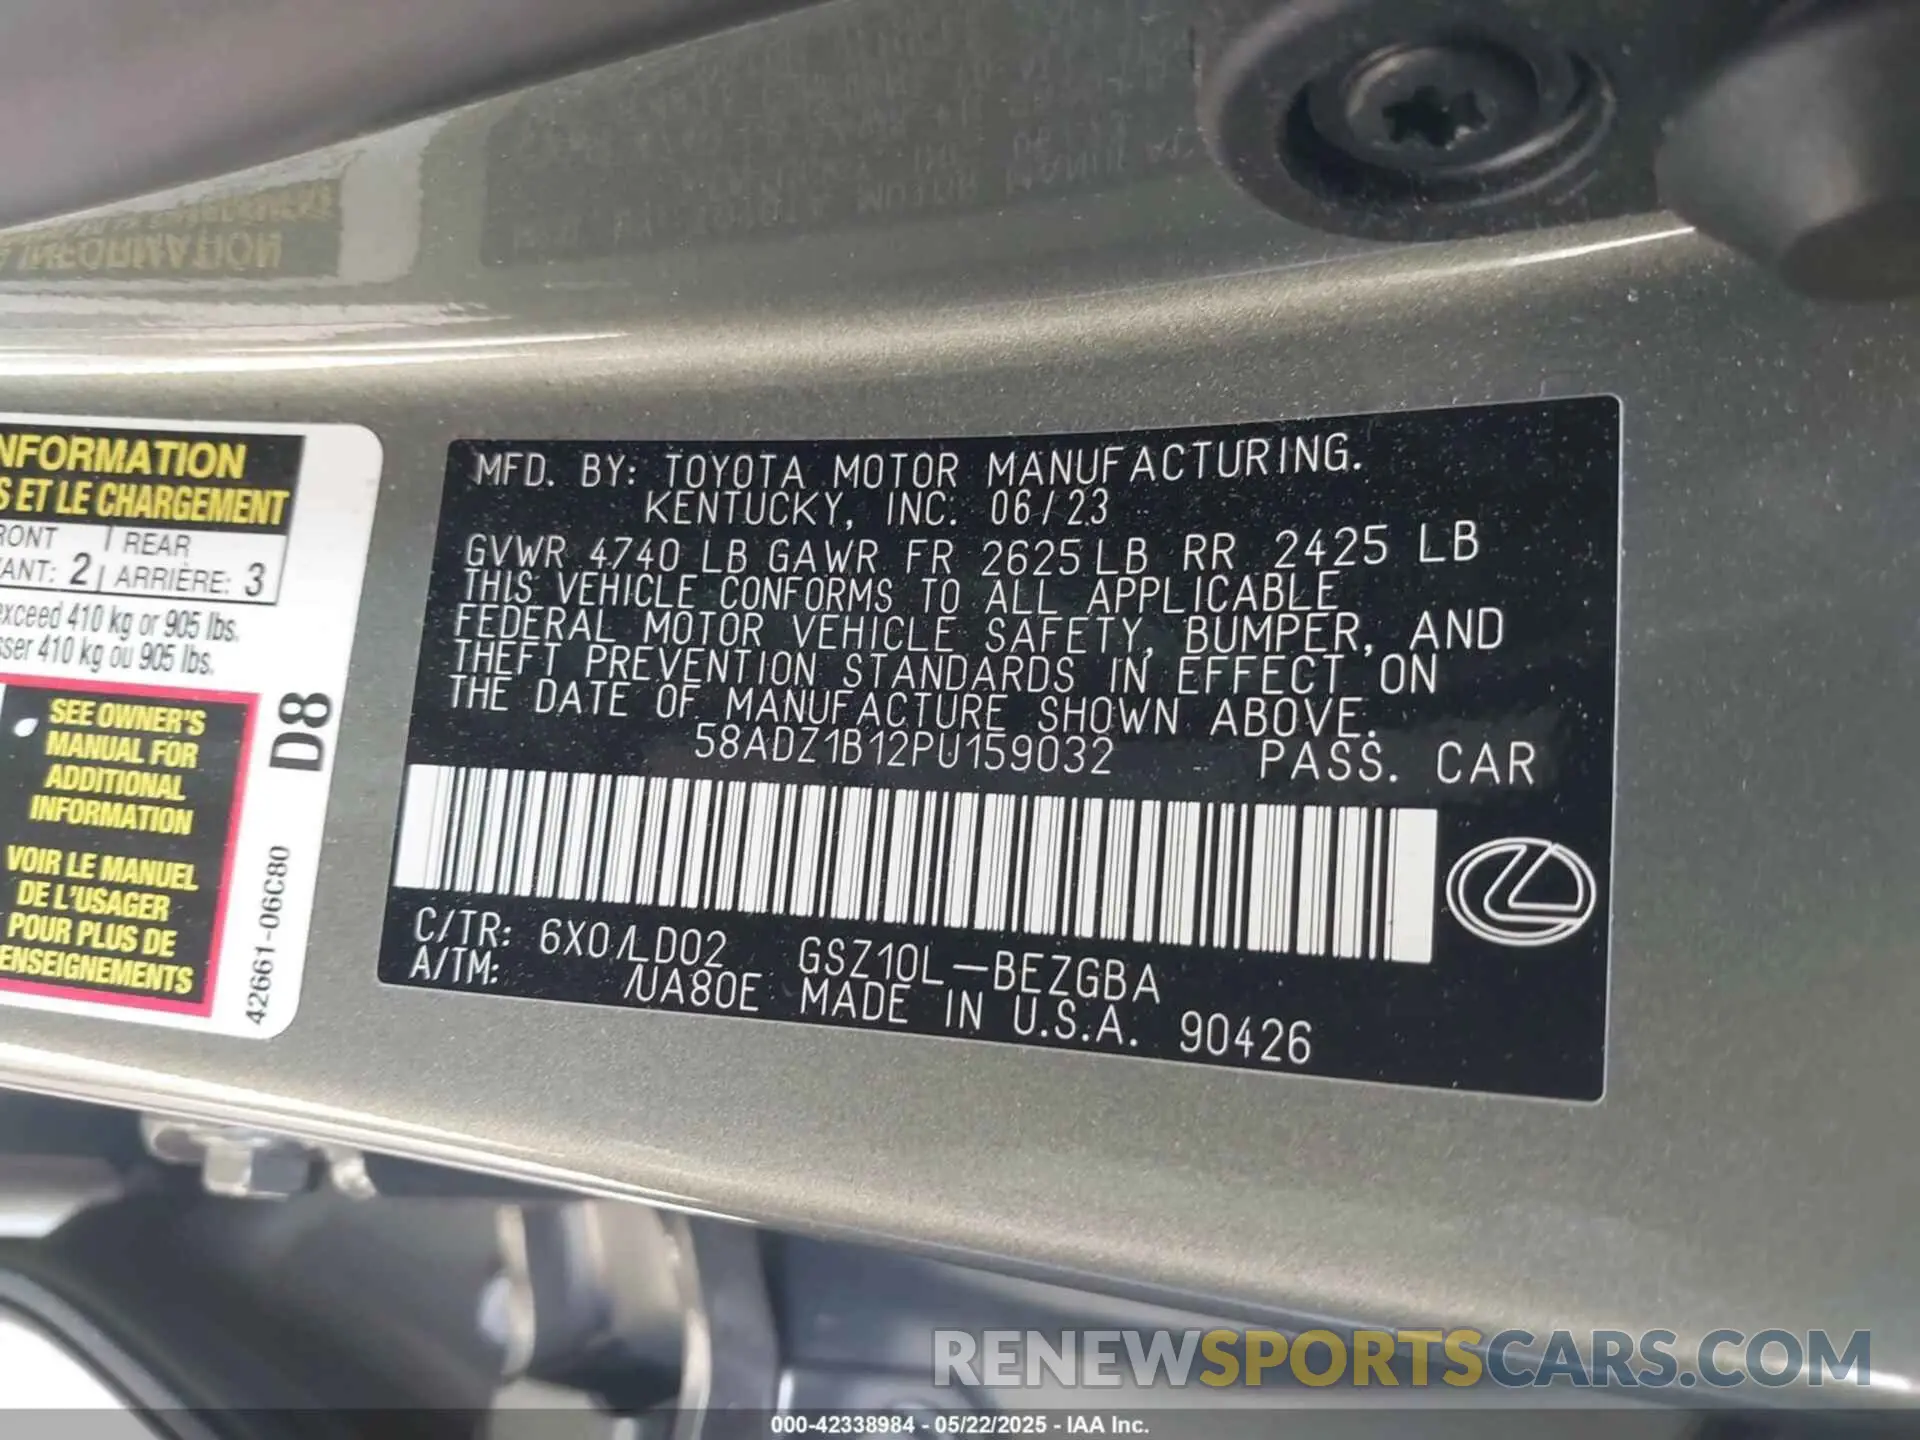 NFORMATION
S ET LE CHARGEMENT
RONT | REAR
ANT: 2 | ARRIÈRE: 3
exceed 410 kg or 905 lbs.
sser 410 kg ou 905 lbs.
SEE OWNER'S
MANUAL FOR
ADDITIONAL
INFORMATION
VOIR LE MANUEL
DE L'USAGER
POUR PLUS DE
ENSEIGNEMENTS
D8
42661-06C80
MFD. BY: TOYOTA MOTOR MANUFACTURING.
KENTUCKY, INC. 06/23
GVWR 4740 LB GAWR FR 2625 LB RR 2425 LB
THIS VEHICLE CONFORMS TO ALL APPLICABLE
FEDERAL MOTOR VEHICLE SAFETY, BUMPER, AND
THEFT PREVENTION STANDARDS IN EFFECT ON
THE DATE OF MANUFACTURE SHOWN ABOVE.
58ADZ1B12PU159032 PASS. CAR
C/TR: 6X0/LD02 GSZ10L-BEZGBA
A/TM: /UA80E MADE IN U.S.A. 90426
RENEWSPORTSCARS.COM
000-42338984 - 05/22/2025 - IAA Inc.